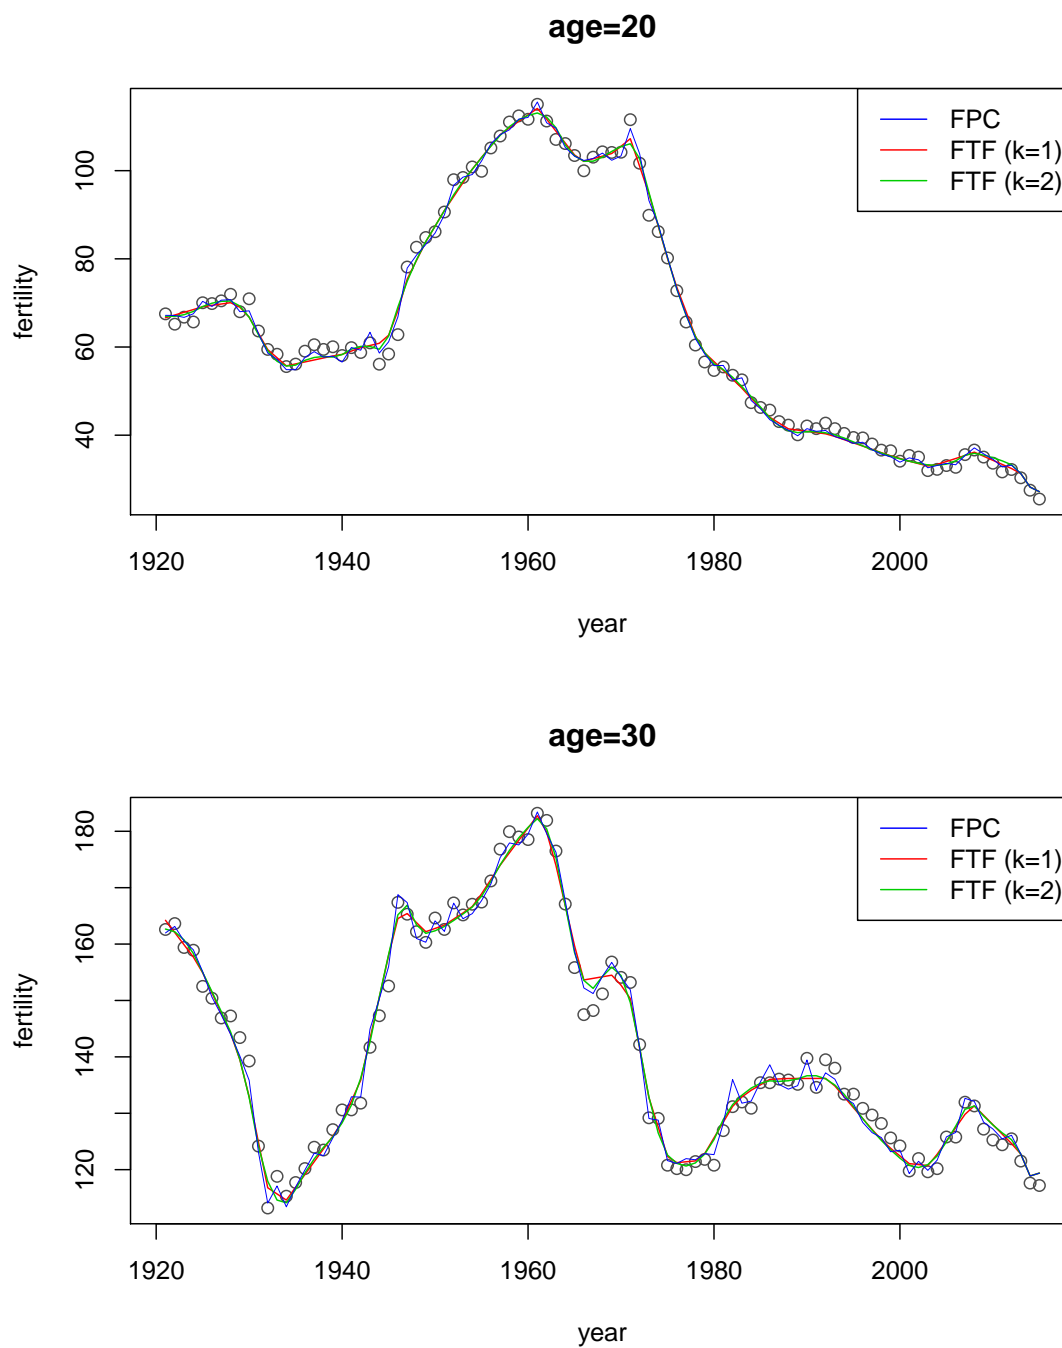 age=20
100
80
60
40
fertility
FPC
FTF (k=1)
FTF (k=2)
1920 1940 1960 1980 2000
year
age=30
180
160
140
120
fertility
FPC
FTF (k=1)
FTF (k=2)
1920 1940 1960 1980 2000
year